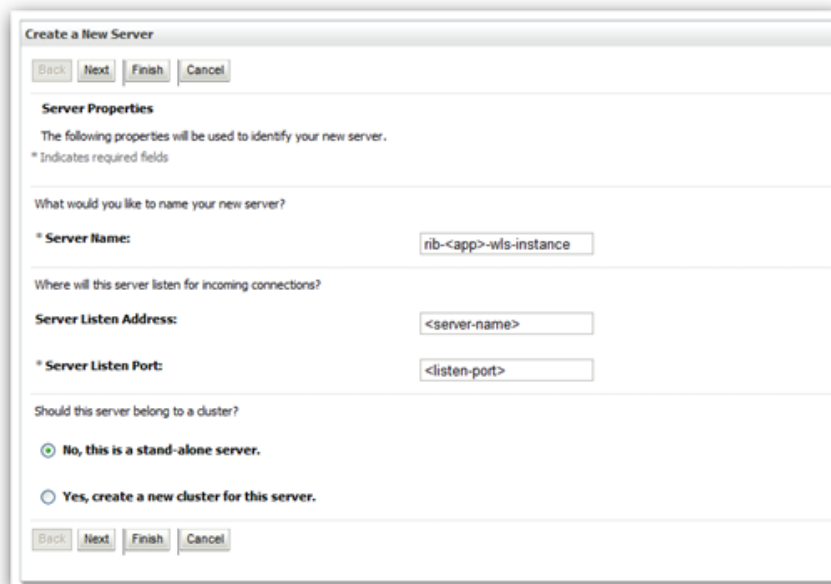 Create a New Server
Back Next Finish Cancel
Server Properties
The following properties will be used to identify your new server.
* Indicates required fields
What would you like to name your new server?
* Server Name: rib-<app>-wls-instance
Where will this server listen for incoming connections?
Server Listen Address: <server-name>
* Server Listen Port: <listen-port>
Should this server belong to a cluster?
No, this is a stand-alone server.
Yes, create a new cluster for this server.
Back Next Finish Cancel